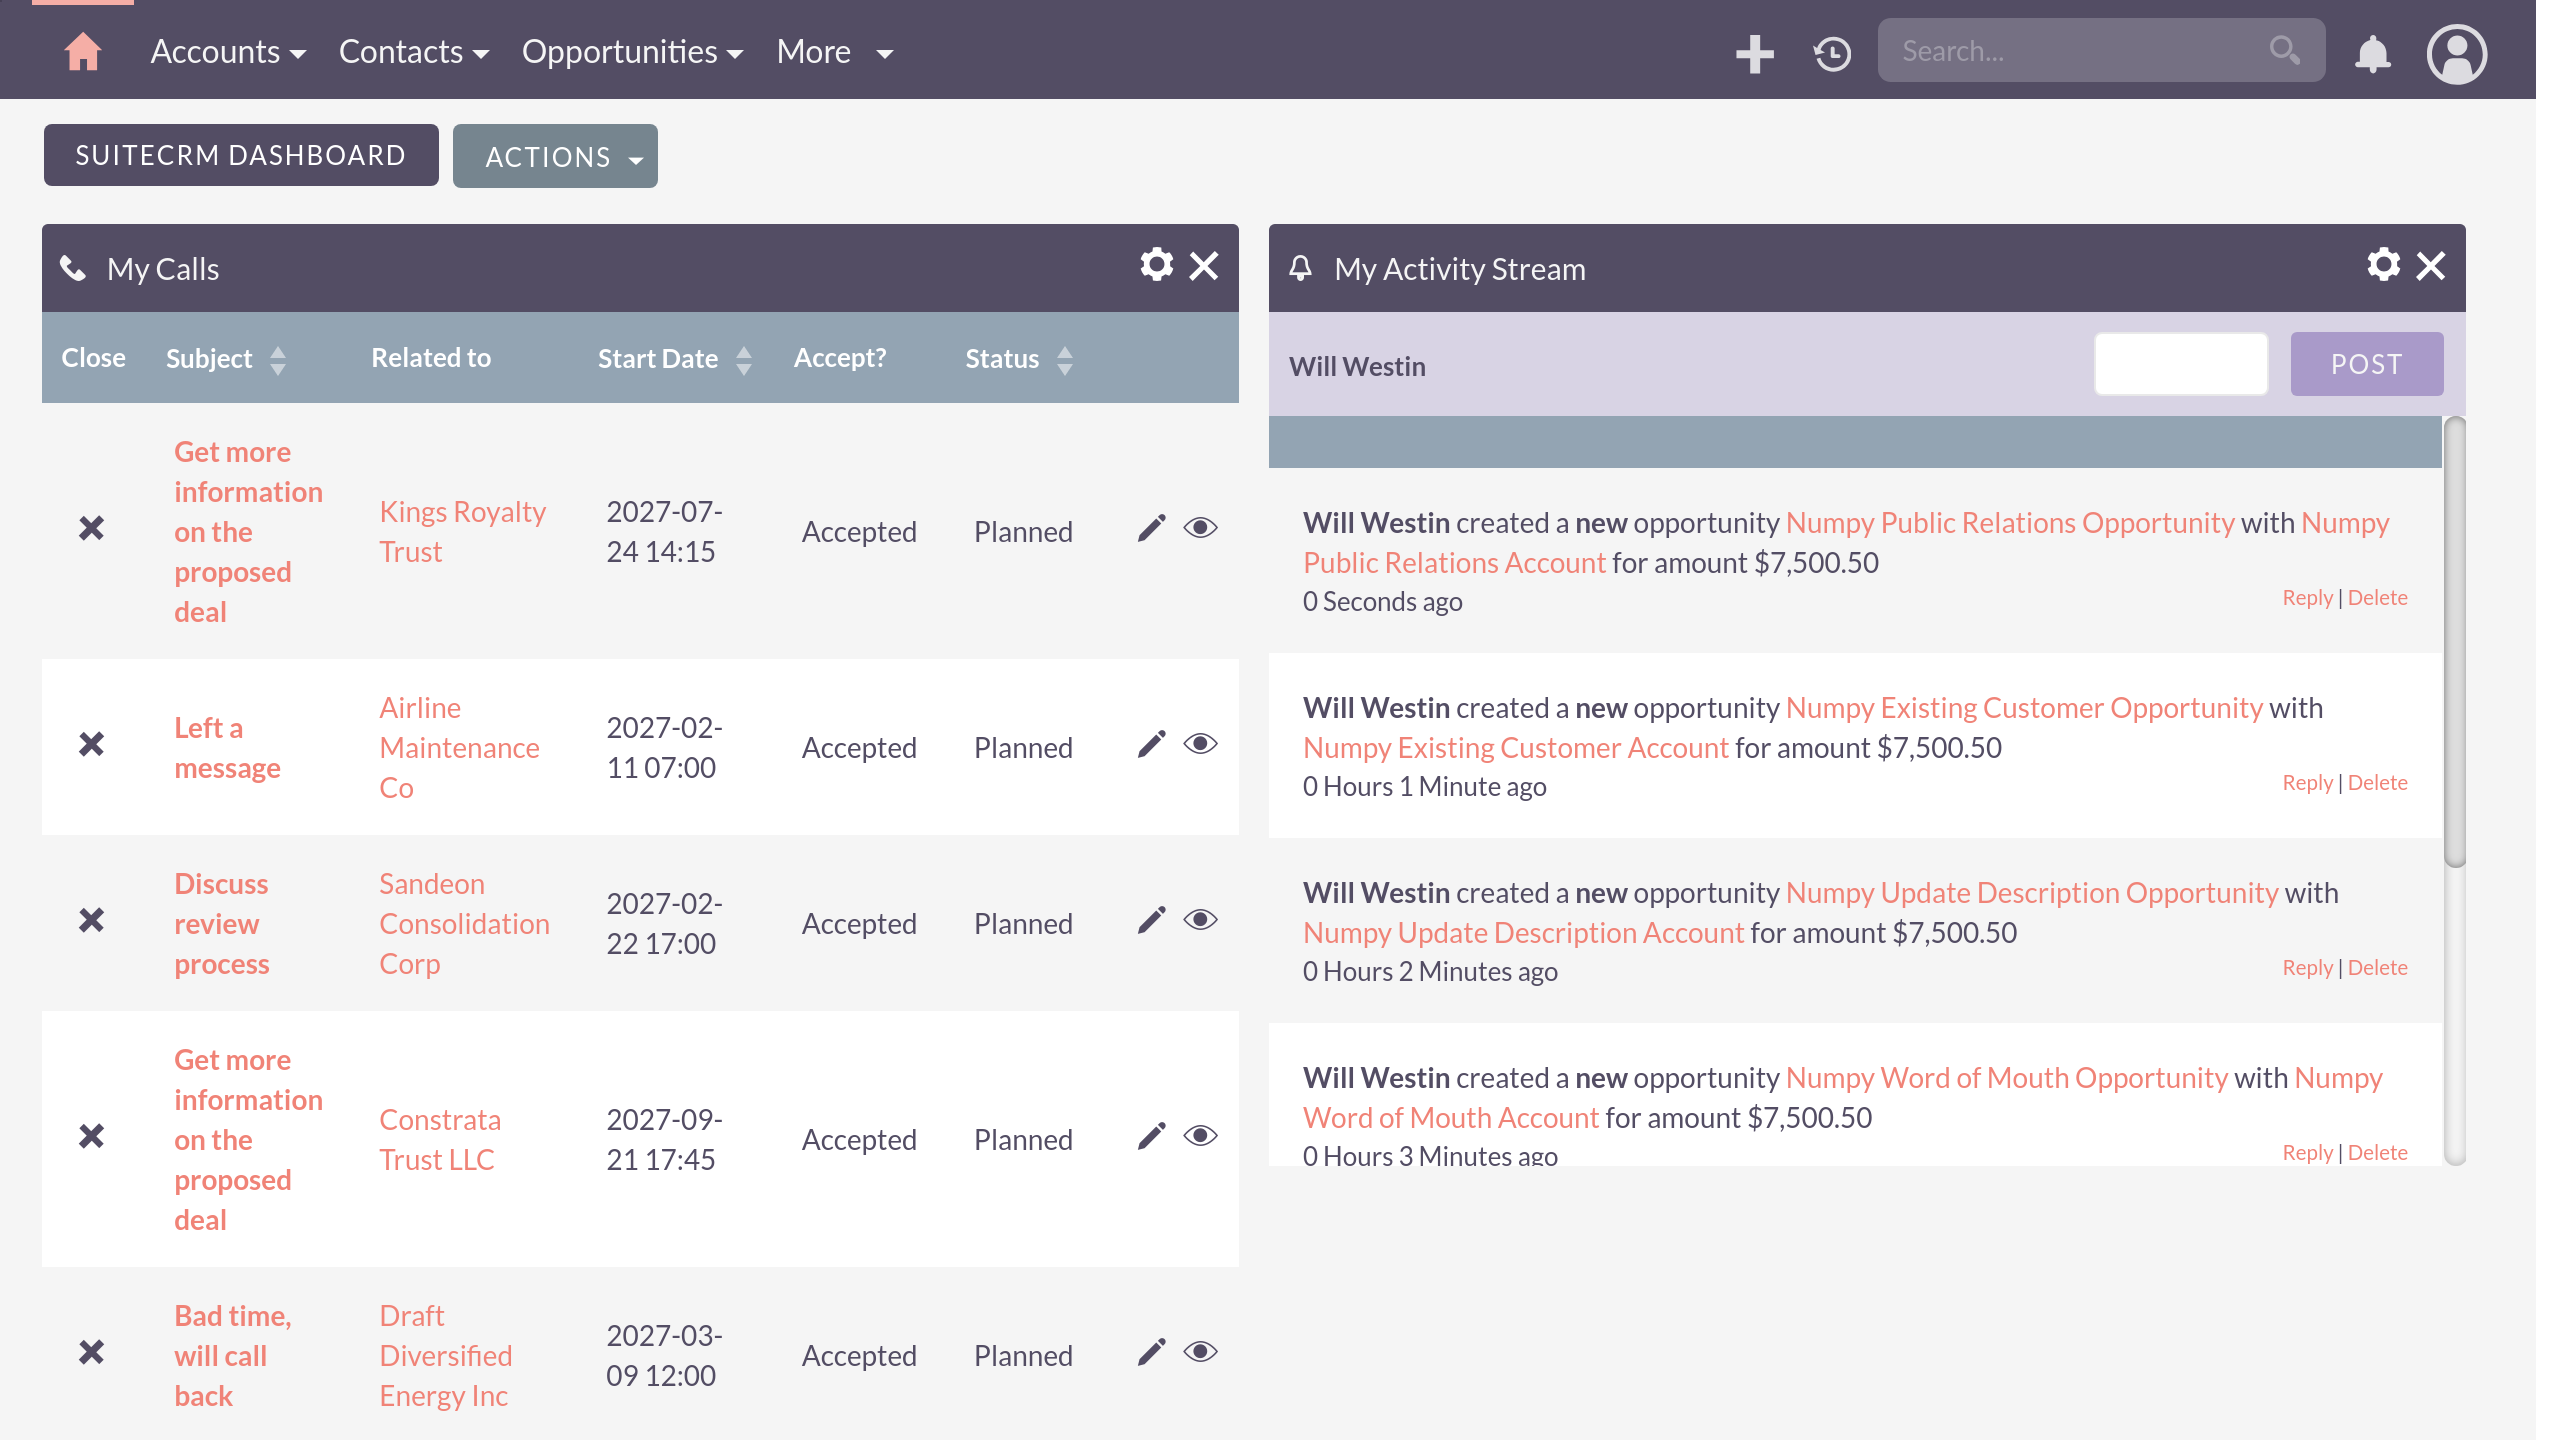 Accounts Contacts Opportunities More Search...
SUITECRM DASHBOARD ACTIONS
My Calls
Close Subject Related to Start Date Accept? Status
Get more
information
on the
proposed
deal
Kings Royalty
Trust
2027-07-
24 14:15
Accepted
Planned
Left a
message
Airline
Maintenance
Co
2027-02-
11 07:00
Accepted
Planned
Discuss
review
process
Sandeon
Consolidation
Corp
2027-02-
22 17:00
Accepted
Planned
Get more
information
on the
proposed
deal
Constrata
Trust LLC
2027-09-
21 17:45
Accepted
Planned
Bad time,
will call
back
Draft
Diversified
Energy Inc
2027-03-
09 12:00
Accepted
Planned
My Activity Stream
Will Westin POST
Will Westin created a new opportunity Numpy Public Relations Opportunity with Numpy
Public Relations Account for amount $7,500.50
0 Seconds ago Reply | Delete
Will Westin created a new opportunity Numpy Existing Customer Opportunity with
Numpy Existing Customer Account for amount $7,500.50
0 Hours 1 Minute ago Reply | Delete
Will Westin created a new opportunity Numpy Update Description Opportunity with
Numpy Update Description Account for amount $7,500.50
0 Hours 2 Minutes ago Reply | Delete
Will Westin created a new opportunity Numpy Word of Mouth Opportunity with Numpy
Word of Mouth Account for amount $7,500.50
0 Hours 3 Minutes ago Reply | Delete